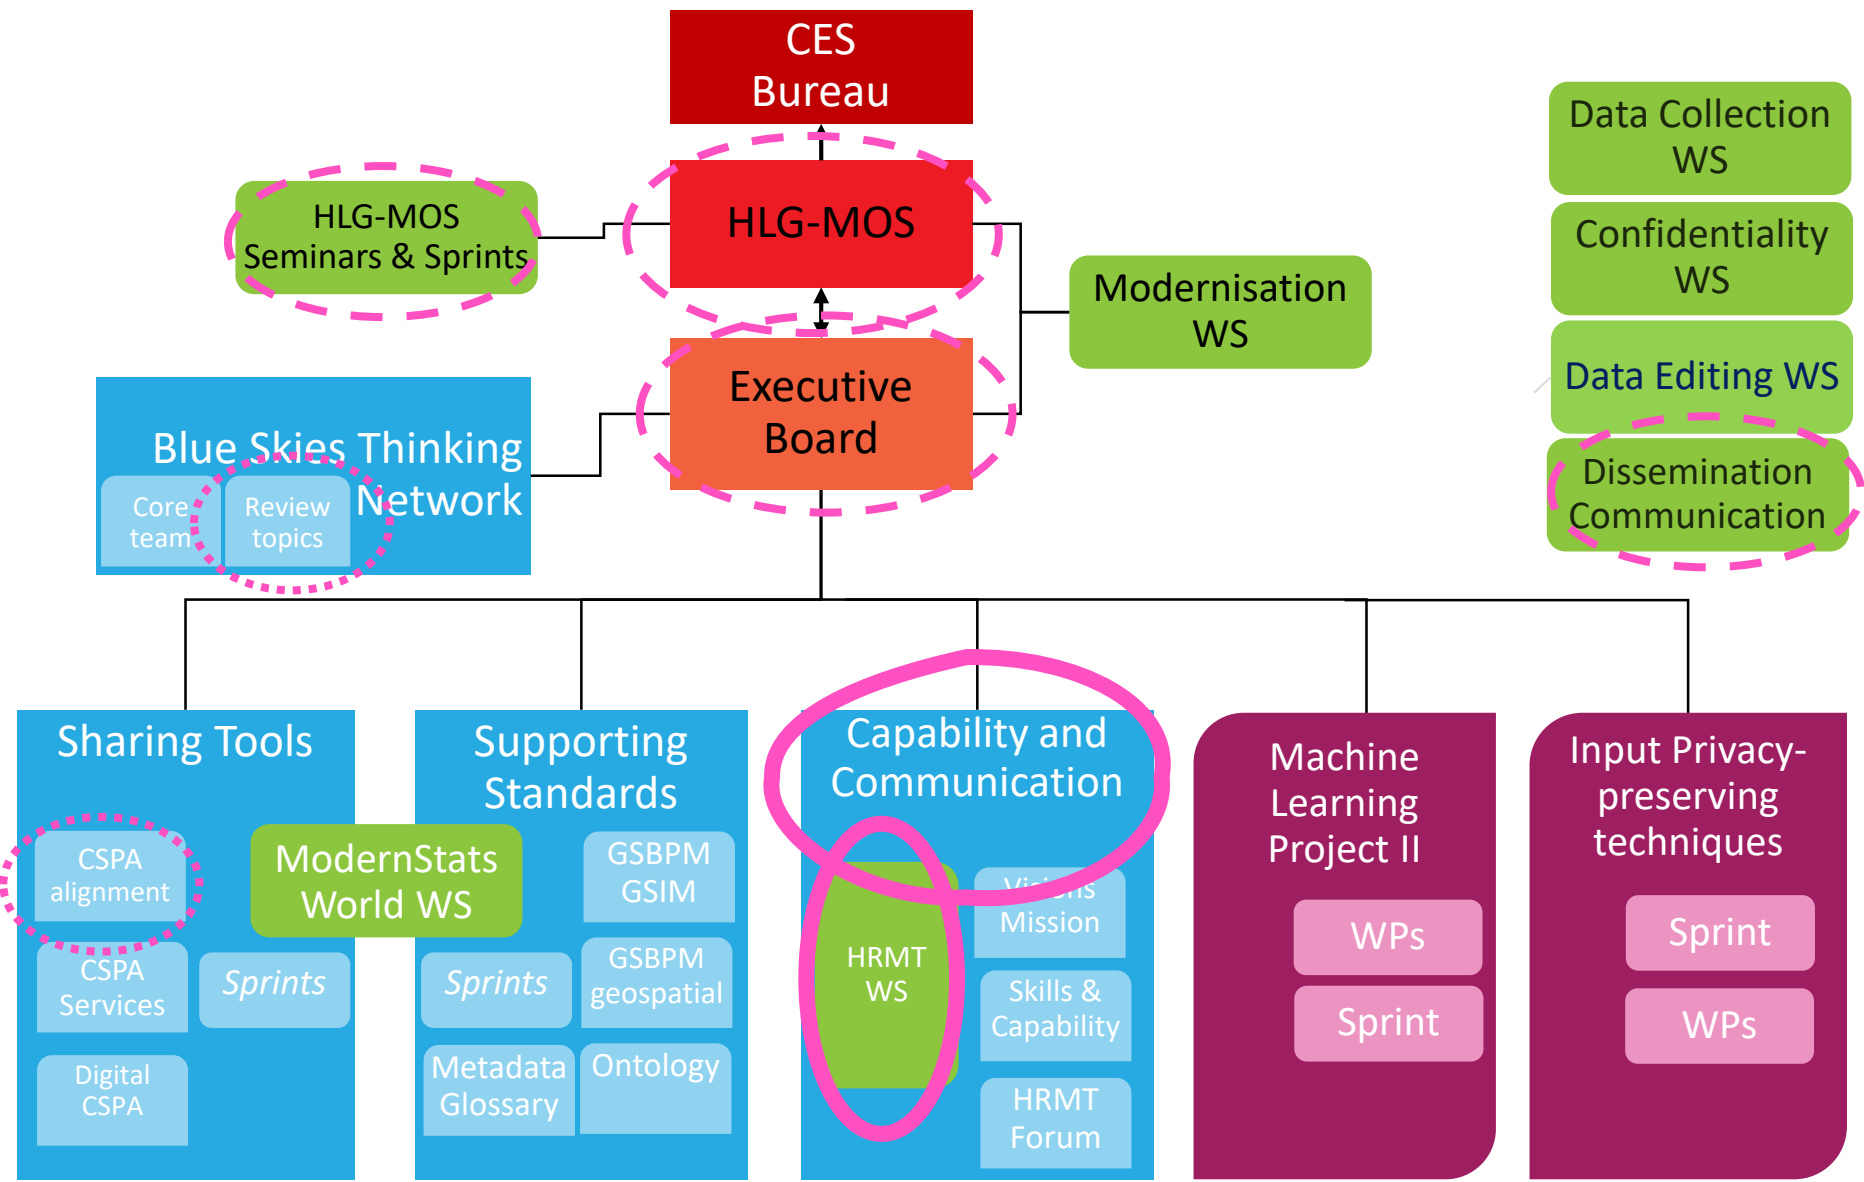 CES
Bureau
HLG-MOS
Seminars & Sprints
HLG-MOS
Modernisation
WS
Data Collection
WS
Confidentiality
WS
Data Editing WS
Dissemination
Communication
Executive
Board
Blue Skies Thinking
Network
Core
team
Review
topics
Sharing Tools
CSPA
alignment
CSPA
Services
Sprints
Digital
CSPA
ModernStats
World WS
Supporting
Standards
GSBPM
GSIM
Sprints
GSBPM
geospatial
Metadata
Glossary
Ontology
Capability and
Communication
HRMT
WS
Visions
Mission
Skills &
Capability
HRMT
Forum
Machine
Learning
Project II
WPs
Sprint
Input Privacy-
preserving
techniques
Sprint
WPs